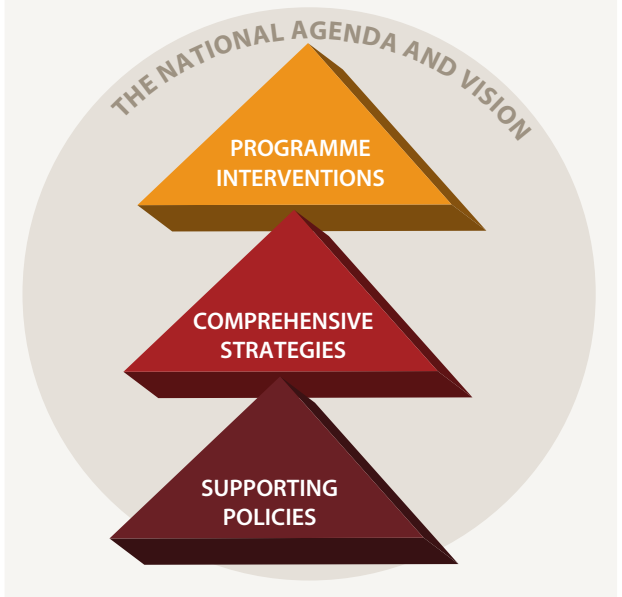 THE NATIONAL AGENDA AND VISION
PROGRAMME
INTERVENTIONS
COMPREHENSIVE
STRATEGIES
SUPPORTING
POLICIES